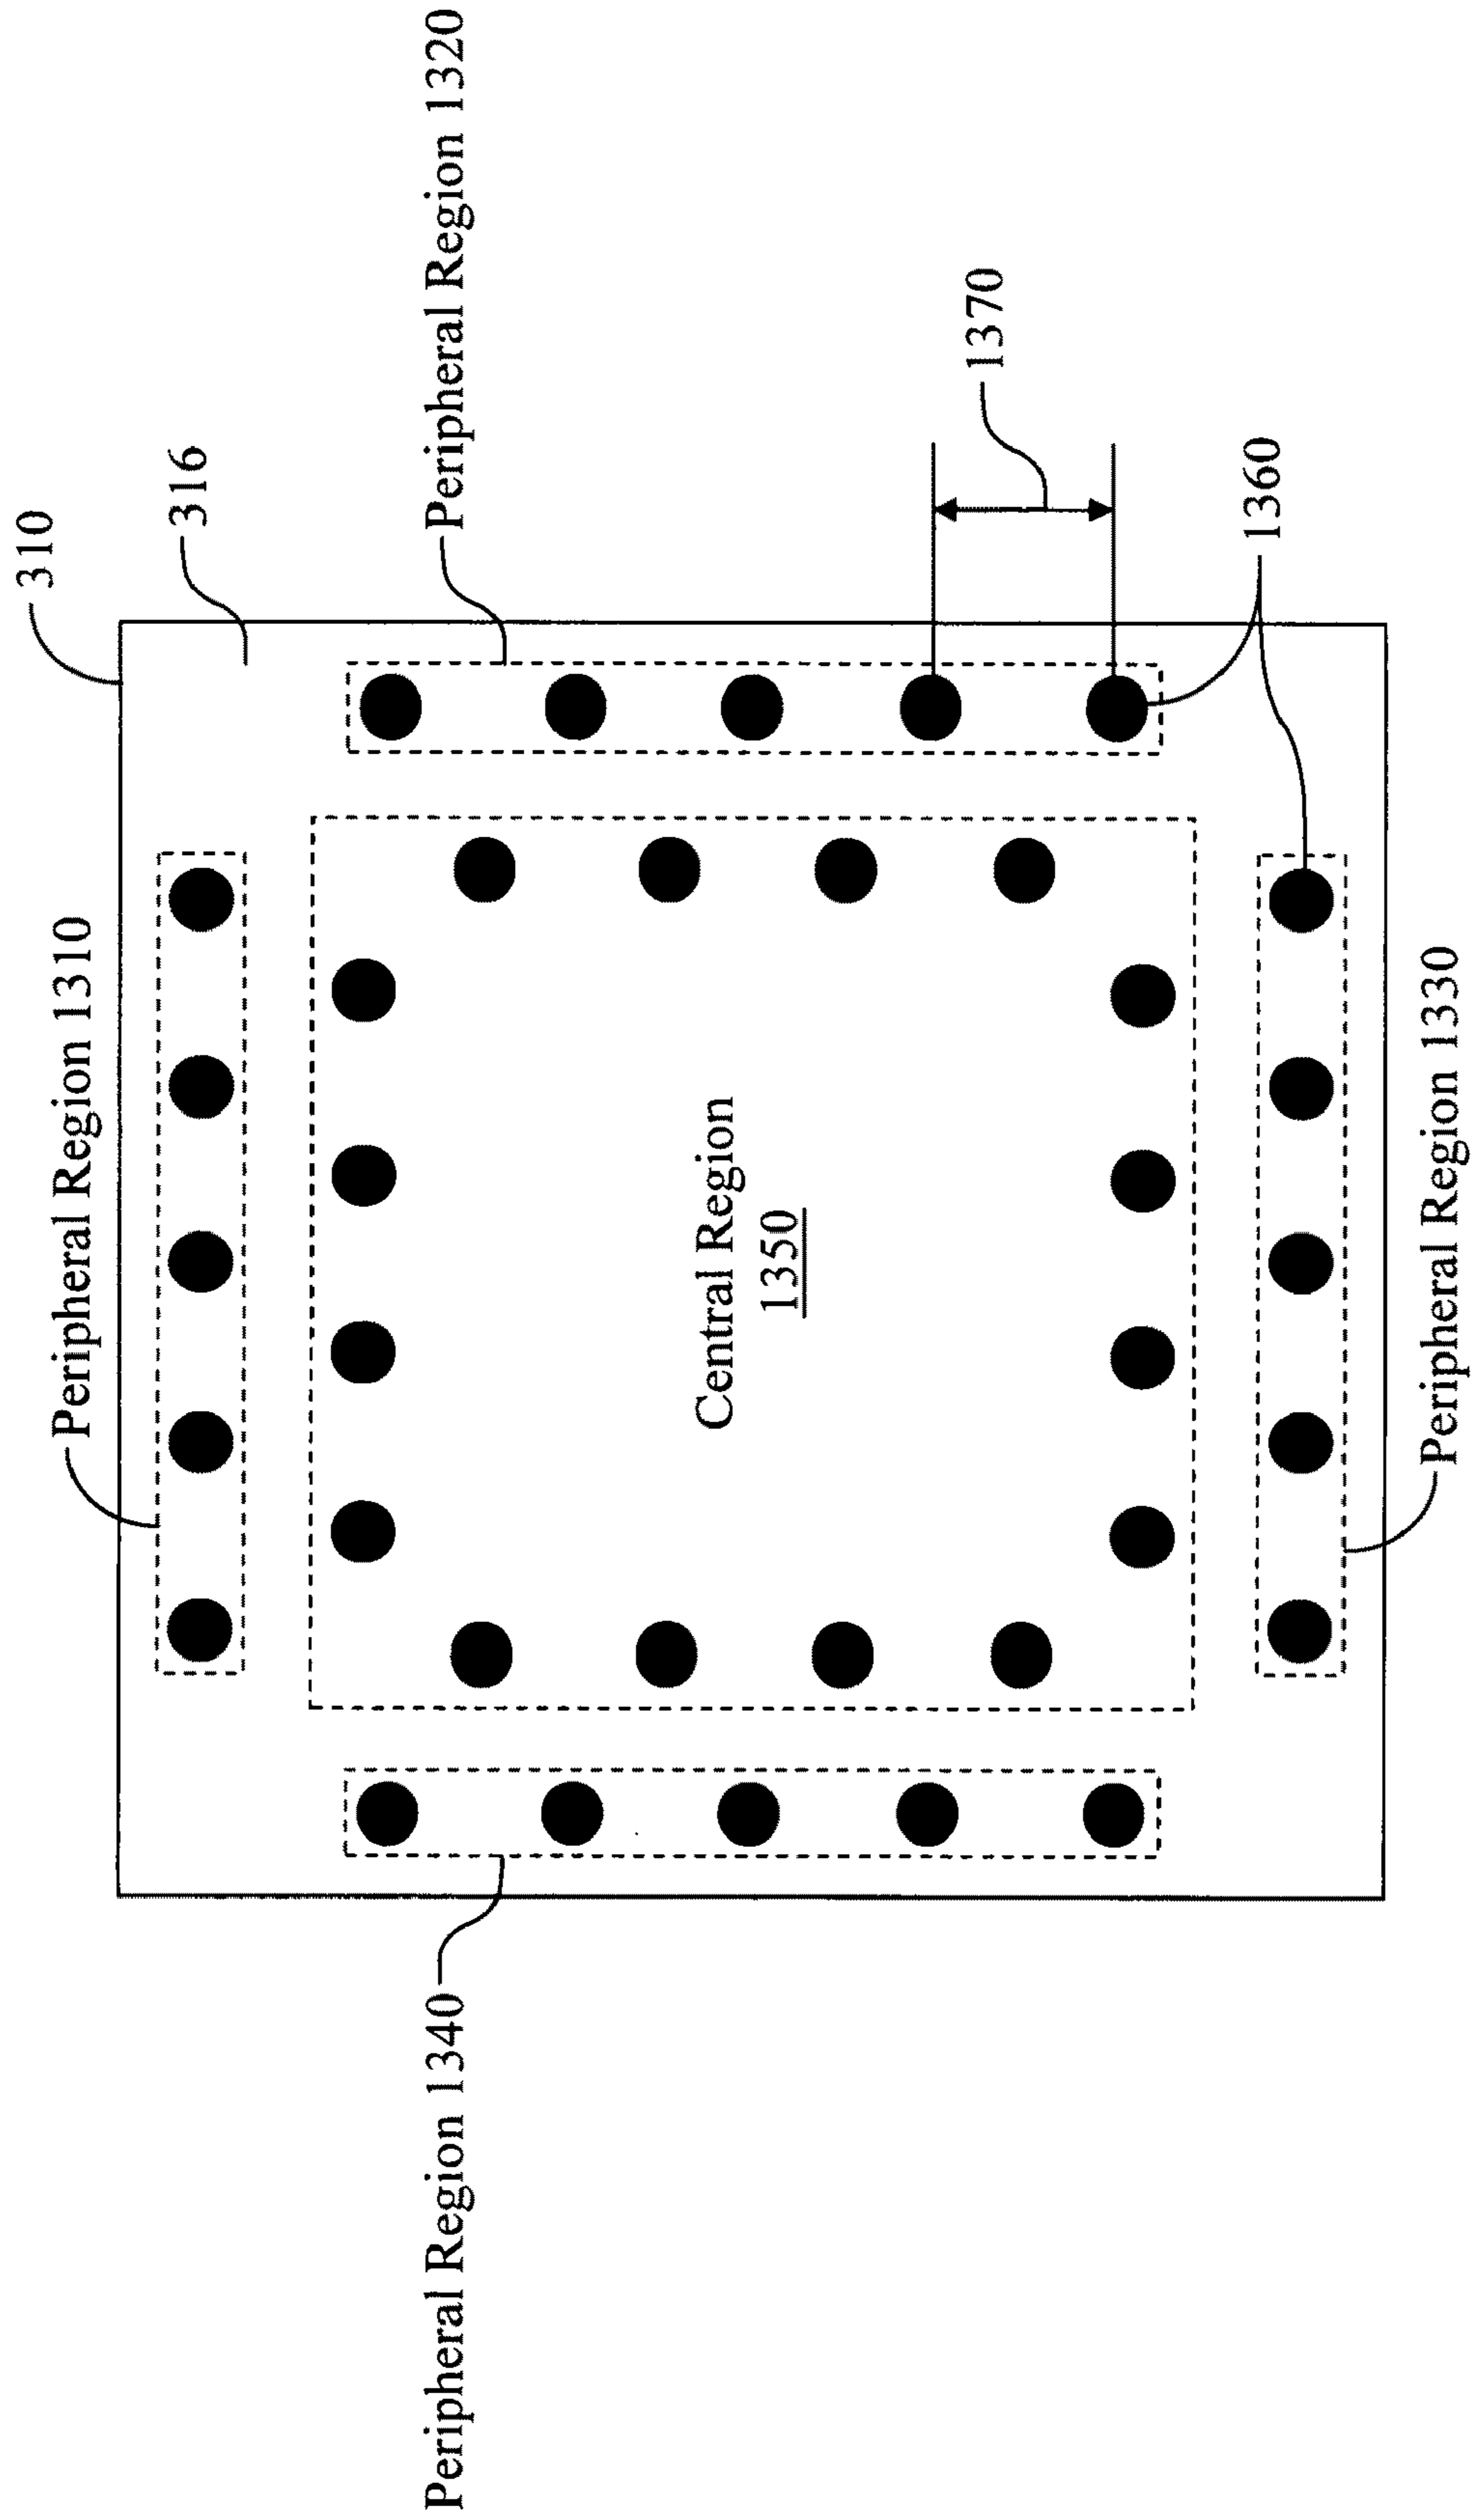 310
316
Peripheral Region 1310
Peripheral Region 1320
1370
1360
Central Region
1350
Peripheral Region 1340
Peripheral Region 1330